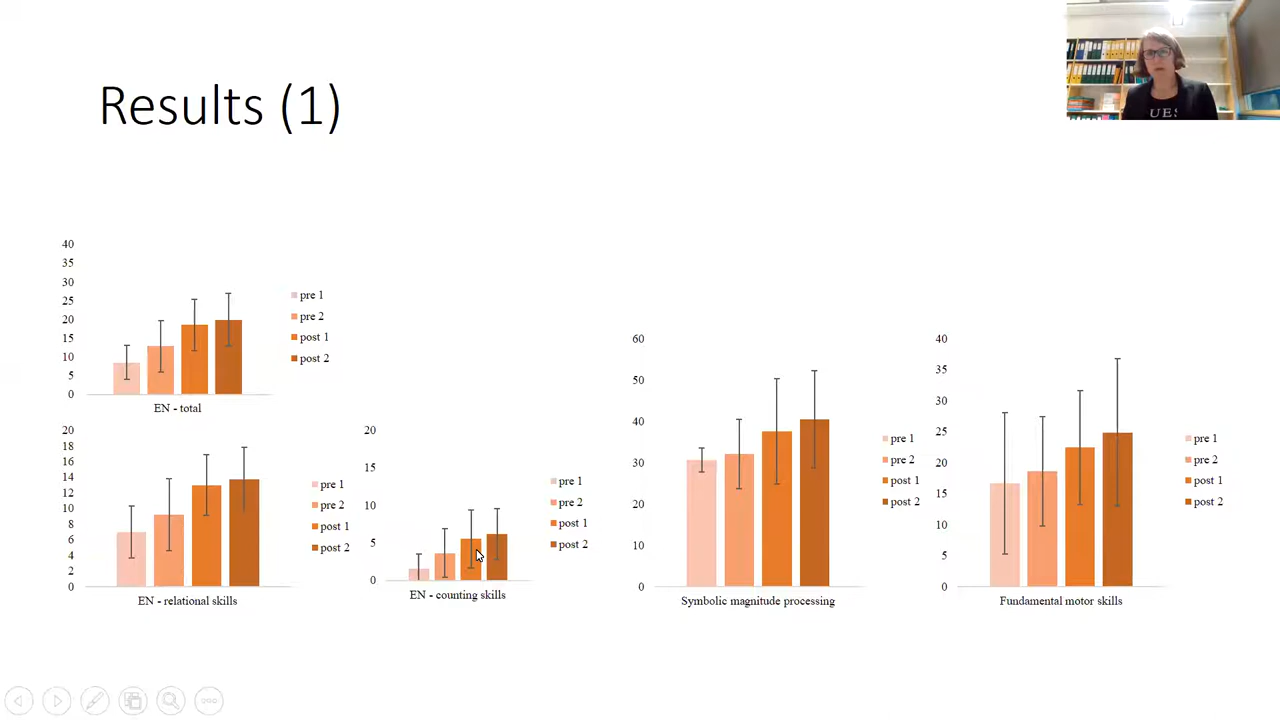 Results (1)
UES
40
35
30
25
20
15
10
5
0
EN - total
pre 1
pre 2
post 1
post 2
20
18
16
14
12
10
8
6
4
2
0
EN - relational skills
pre 1
pre 2
post 1
post 2
20
15
10
5
0
EN - counting skills
pre 1
pre 2
post 1
post 2
60
50
40
30
20
10
0
Symbolic magnitude processing
pre 1
pre 2
post 1
post 2
40
35
30
25
20
15
10
5
0
Fundamental motor skills
pre 1
pre 2
post 1
post 2